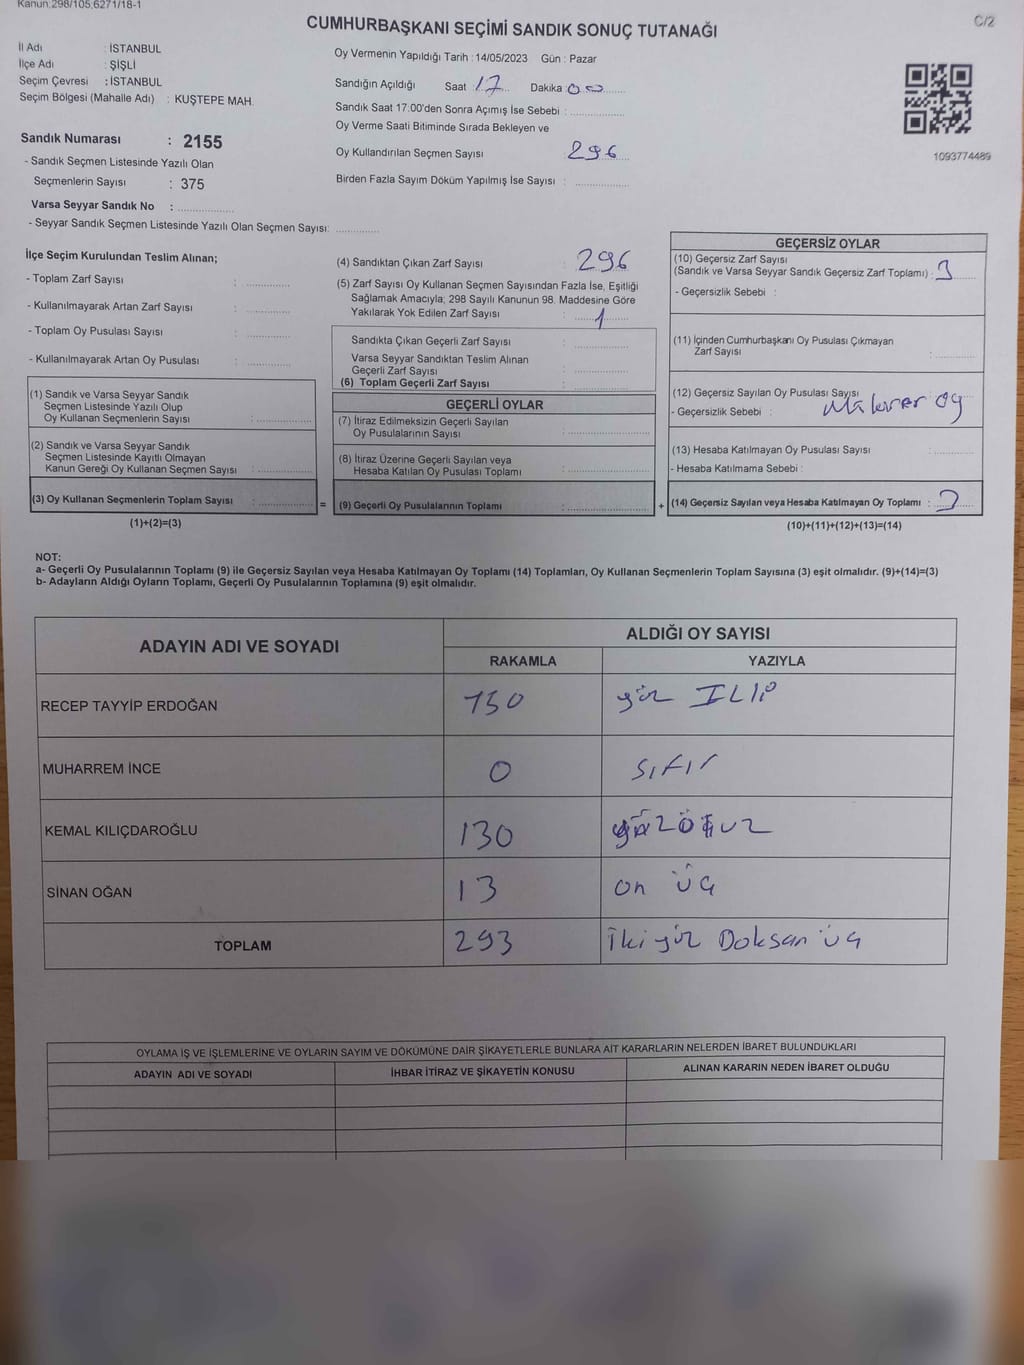 Kanun:298/105,6271/18-1
CUMHURBAŞKANI SEÇİMİ SANDIK SONUÇ TUTANAĞI
C/2
İl Adı : İSTANBUL
İlçe Adı : ŞİŞLİ
Seçim Çevresi : İSTANBUL
Seçim Bölgesi (Mahalle Adı) : KUŞTEPE MAH.
Sandık Numarası : 2155
- Sandık Seçmen Listesinde Yazılı Olan
Seçmenlerin Sayısı : 375
Varsa Seyyar Sandık No : ................
- Seyyar Sandık Seçmen Listesinde Yazılı Olan Seçmen Sayısı: ............
Oy Vermenin Yapıldığı Tarih : 14/05/2023 Gün : Pazar
Sandığın Açıldığı Saat : 17 Dakika 00
Sandık Saat 17:00'den Sonra Açımış İse Sebebi : ...............
Oy Verme Saati Bitiminde Sırada Bekleyen ve
Oy Kullandırılan Seçmen Sayısı 296
Birden Fazla Sayım Döküm Yapılmış İse Sayısı : ...............
1093774489
İlçe Seçim Kurulundan Teslim Alınan;
- Toplam Zarf Sayısı : ...............
- Kullanılmayarak Artan Zarf Sayısı : ...............
- Toplam Oy Pusulası Sayısı : ...............
- Kullanılmayarak Artan Oy Pusulası : ...............
(4) Sandıktan Çıkan Zarf Sayısı 296
(5) Zarf Sayısı Oy Kullanan Seçmen Sayısından Fazla İse, Eşitliği
Sağlamak Amacıyla; 298 Sayılı Kanunun 98. Maddesine Göre
Yakılarak Yok Edilen Zarf Sayısı : 1
Sandıkta Çıkan Geçerli Zarf Sayısı : ...............
Varsa Seyyar Sandıktan Teslim Alınan
Geçerli Zarf Sayısı : ...............
(6) Toplam Geçerli Zarf Sayısı : ...............
GEÇERSİZ OYLAR
(10) Geçersiz Zarf Sayısı
(Sandık ve Varsa Seyyar Sandık Geçersiz Zarf Toplamı) : 3
- Geçersizlik Sebebi :
(11) İçinden Cumhurbaşkanı Oy Pusulası Çıkmayan
Zarf Sayısı : ...............
(12) Geçersiz Sayılan Oy Pusulası Sayısı
- Geçersizlik Sebebi : oy
(13) Hesaba Katılmayan Oy Pusulası Sayısı : ...............
- Hesaba Katılmama Sebebi :
(14) Geçersiz Sayılan veya Hesaba Katılmayan Oy Toplamı : 3
(10)+(11)+(12)+(13)=(14)
(1) Sandık ve Varsa Seyyar Sandık
Seçmen Listesinde Yazılı Olup
Oy Kullanan Seçmenlerin Sayısı : ...............
(2) Sandık ve Varsa Seyyar Sandık
Seçmen Listesinde Kayıtlı Olmayan
Kanun Gereği Oy Kullanan Seçmen Sayısı : ...............
(3) Oy Kullanan Seçmenlerin Toplam Sayısı : ............... =
(1)+(2)=(3)
GEÇERLİ OYLAR
(7) İtiraz Edilmeksizin Geçerli Sayılan
Oy Pusulalarının Sayısı : ...............
(8) İtiraz Üzerine Geçerli Sayılan veya
Hesaba Katılan Oy Pusulası Toplamı : ...............
(9) Geçerli Oy Pusulalarının Toplamı : ............... +
NOT:
a- Geçerli Oy Pusulalarının Toplamı (9) ile Geçersiz Sayılan veya Hesaba Katılmayan Oy Toplamı (14) Toplamları, Oy Kullanan Seçmenlerin Toplam Sayısına (3) eşit olmalıdır. (9)+(14)=(3)
b- Adayların Aldığı Oyların Toplamı, Geçerli Oy Pusulalarının Toplamına (9) eşit olmalıdır.
ADAYIN ADI VE SOYADI
ALDIĞI OY SAYISI
RAKAMLA YAZIYLA
RECEP TAYYİP ERDOĞAN 150 yüz
MUHARREM İNCE 0 sıfır
KEMAL KILIÇDAROĞLU 130
SİNAN OĞAN 13 on üç
TOPLAM 293 İki yüz Doksan üç
OYLAMA İŞ VE İŞLEMLERİNE VE OYLARIN SAYIM VE DÖKÜMÜNE DAİR ŞİKAYETLERLE BUNLARA AİT KARARLARIN NELERDEN İBARET BULUNDUKLARI
ADAYIN ADI VE SOYADI İHBAR İTİRAZ VE ŞİKAYETİN KONUSU ALINAN KARARIN NEDEN İBARET OLDUĞU